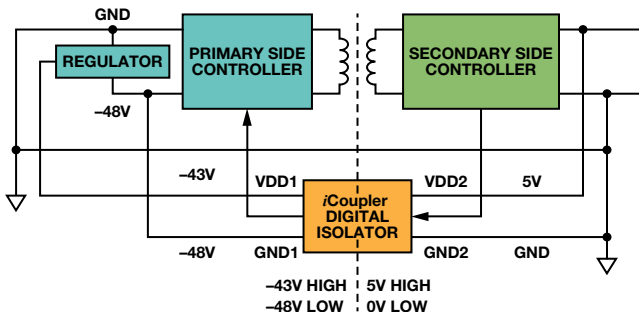 GND
REGULATOR
PRIMARY SIDE
CONTROLLER
SECONDARY SIDE
CONTROLLER
–48V
–43V
VDD1
iCoupler
DIGITAL
ISOLATOR
VDD2
5V
–48V
GND1
GND2
GND
–43V HIGH
5V HIGH
–48V LOW
0V LOW